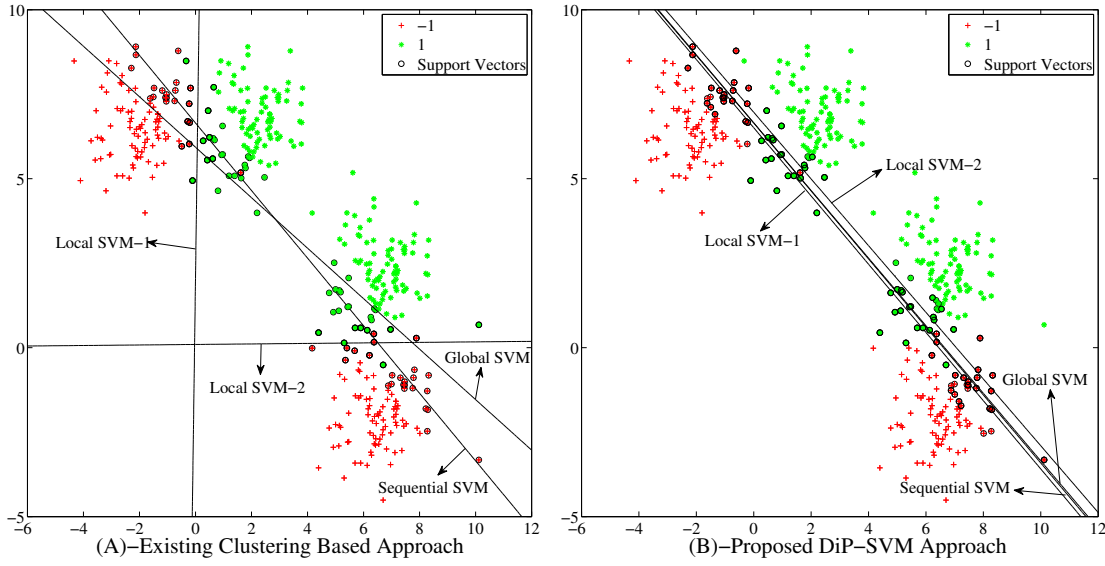 10
5
0
−5
−6
−4
−2
0
2
4
6
8
10
12
−1
1
Support Vectors
Local SVM−1
Local SVM−2
Global SVM
Sequential SVM
(A)−Existing Clustering Based Approach
10
5
0
−5
−6
−4
−2
0
2
4
6
8
10
12
−1
1
Support Vectors
Local SVM−2
Local SVM−1
Global SVM
Sequential SVM
(B)−Proposed DiP−SVM Approach